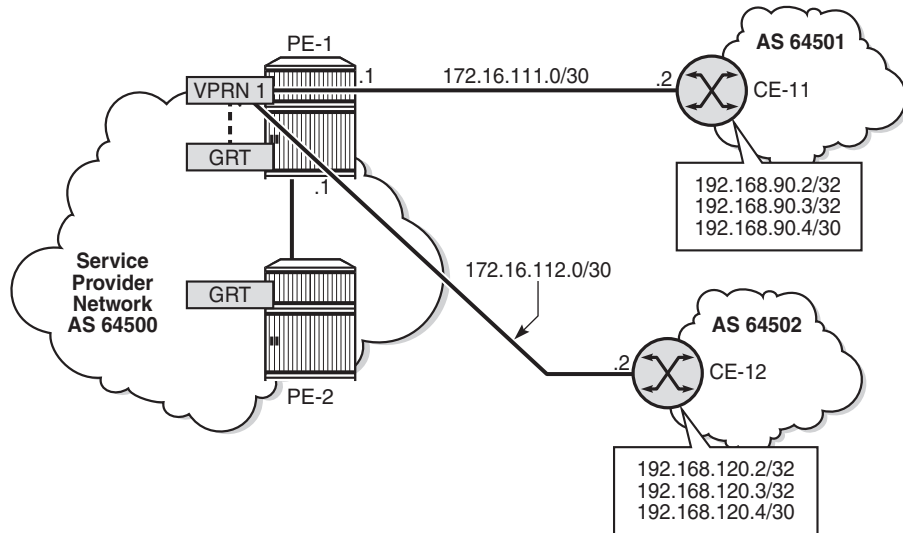 PE-1
AS 64501
VPRN 1
.1
172.16.111.0/30
.2
CE-11
GRT
.1
192.168.90.2/32
192.168.90.3/32
192.168.90.4/30
Service
Provider
Network
AS 64500
172.16.112.0/30
GRT
AS 64502
.2
CE-12
PE-2
192.168.120.2/32
192.168.120.3/32
192.168.120.4/30